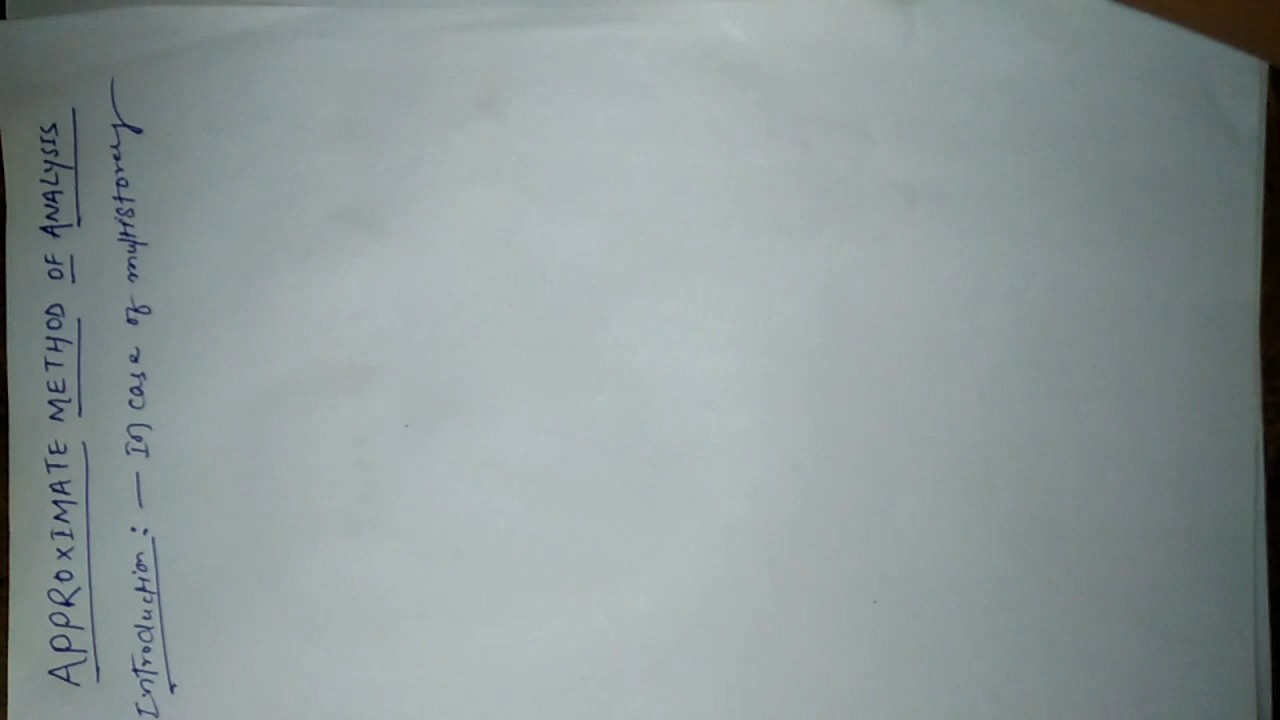 APPROXIMATE METHOD OF ANALYSIS
Introduction :— In case of multistorey